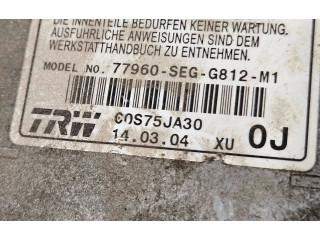 DIE INNENTEILE BEDÜRFEN KEINER WARTUNG.
AUSFÜHRLICHE ANWEISUNGEN SIND DEM
WERKSTATTHANDBUCH ZU ENTNEHMEN.
MODEL NO. 77960-SEG-G812-M1
TRW C0S75JA30
14.03.04 XU 0J